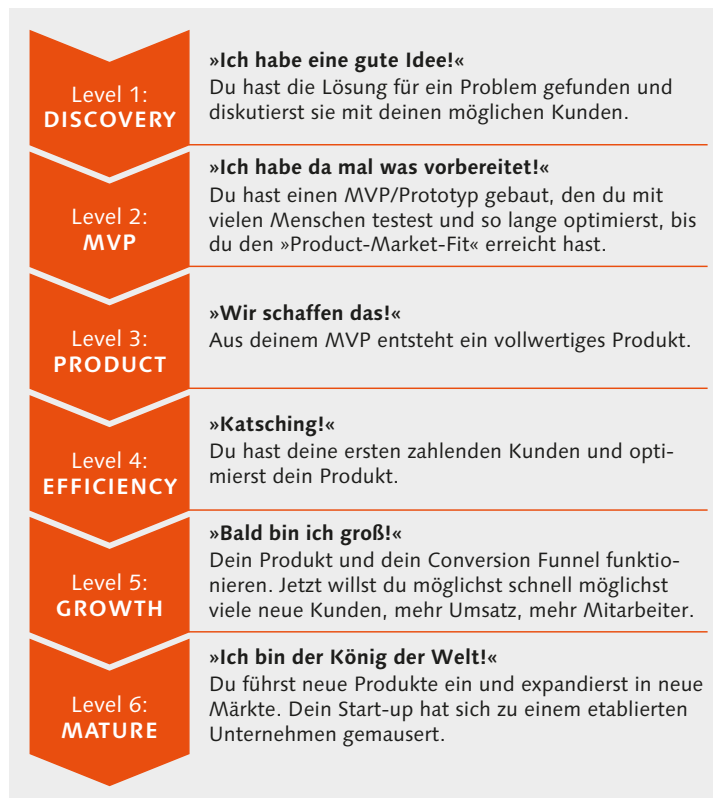 Level 1:
DISCOVERY
»Ich habe eine gute Idee!«
Du hast die Lösung für ein Problem gefunden und
diskutierst sie mit deinen möglichen Kunden.
Level 2:
MVP
»Ich habe da mal was vorbereitet!«
Du hast einen MVP/Prototyp gebaut, den du mit
vielen Menschen testest und so lange optimierst, bis
du den »Product-Market-Fit« erreicht hast.
Level 3:
PRODUCT
»Wir schaffen das!«
Aus deinem MVP entsteht ein vollwertiges Produkt.
Level 4:
EFFICIENCY
»Katsching!«
Du hast deine ersten zahlenden Kunden und opti-
mierst dein Produkt.
Level 5:
GROWTH
»Bald bin ich groß!«
Dein Produkt und dein Conversion Funnel funktio-
nieren. Jetzt willst du möglichst schnell möglichst
viele neue Kunden, mehr Umsatz, mehr Mitarbeiter.
Level 6:
MATURE
»Ich bin der König der Welt!«
Du führst neue Produkte ein und expandierst in neue
Märkte. Dein Start-up hat sich zu einem etablierten
Unternehmen gemausert.